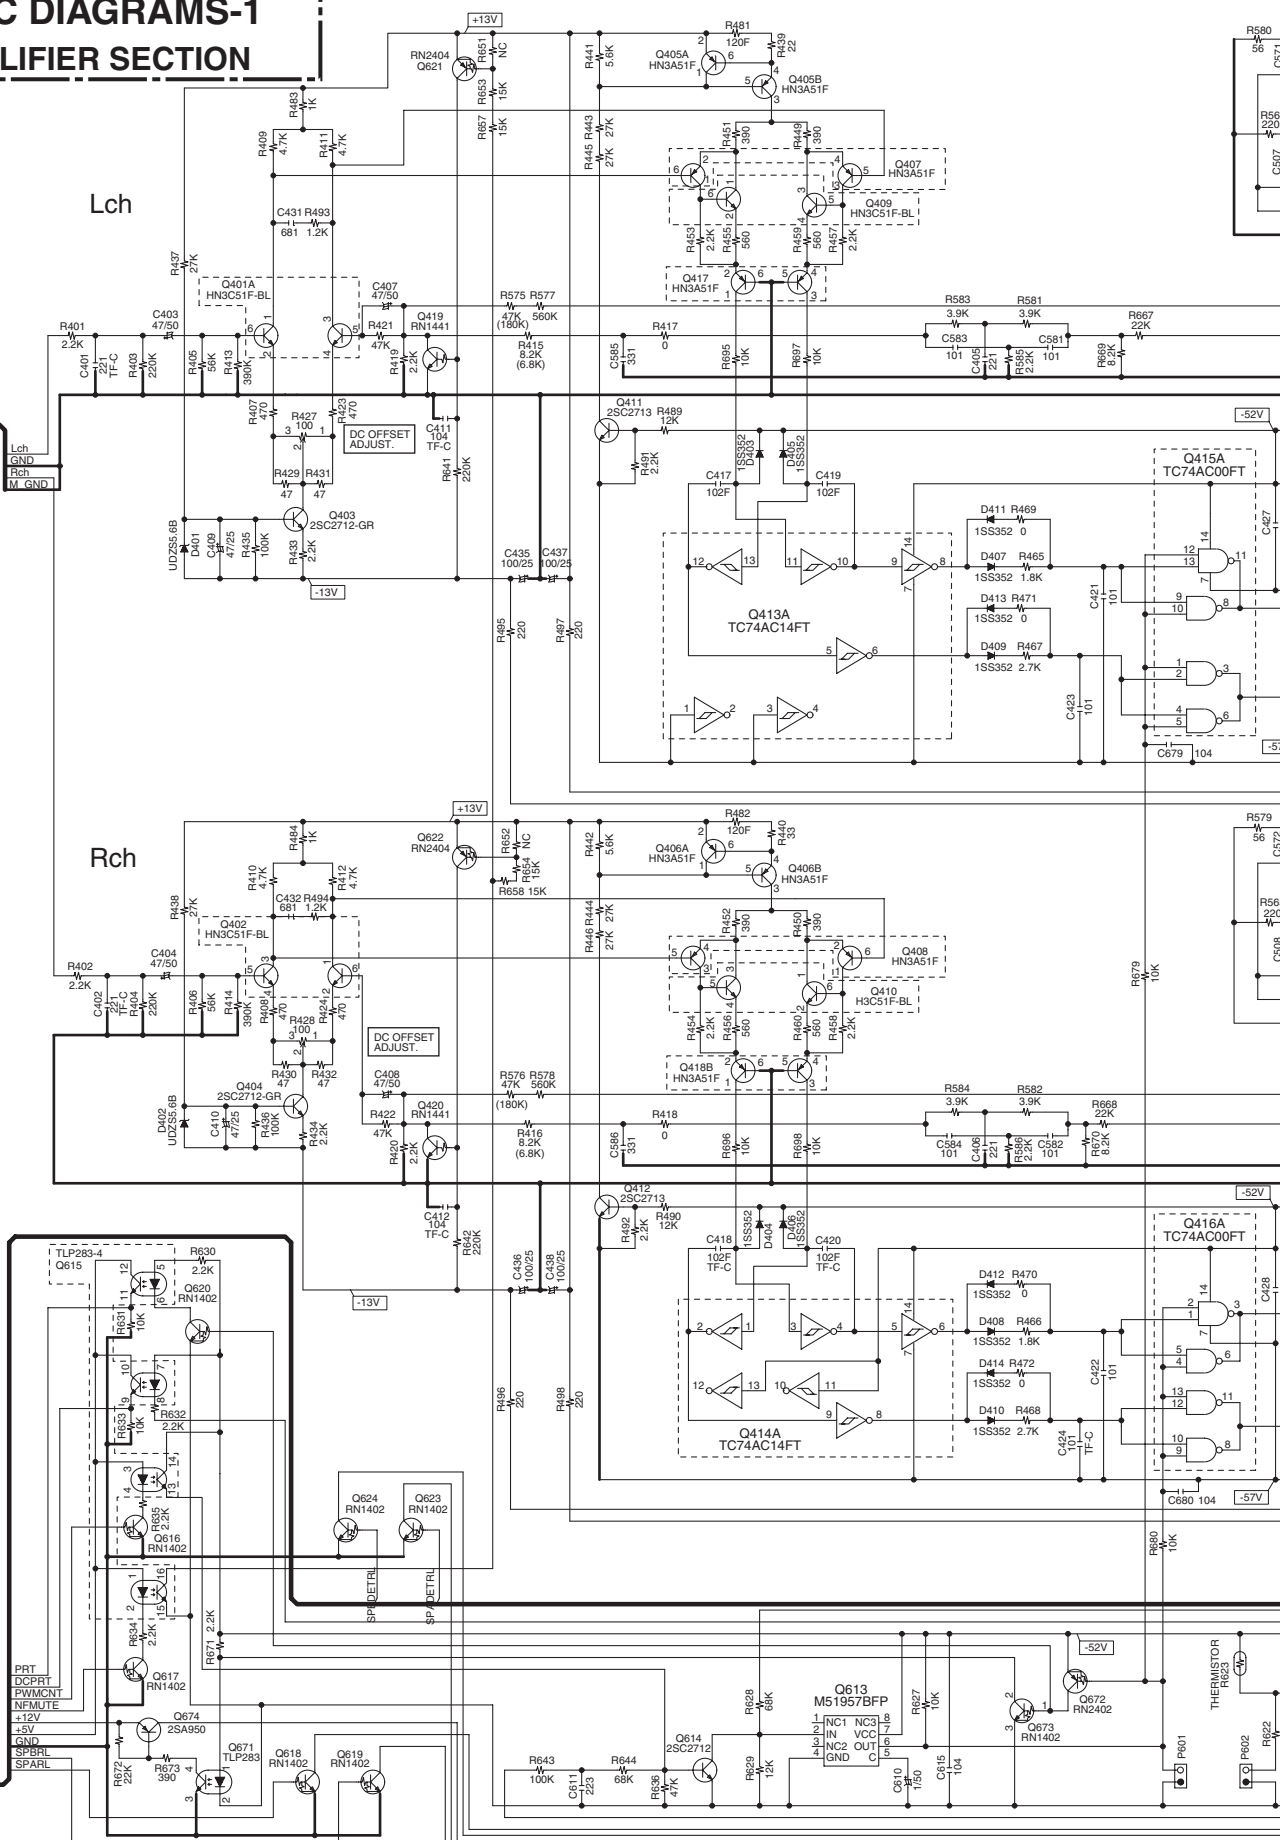 C DIAGRAMS-1
LIFIER SECTION
Lch
+13V
RN2404
Q621
R651
NC
R653
15K
R657
15K
R441
5.6K
R443
27K
R445
27K
R481
120F
R439
22
Q405A
HN3A51F
Q405B
HN3A51F
R451
390
R449
390
Q407
HN3A51F
Q409
HN3C51F-BL
R453
2.2K
R455
560
R459
560
R457
2.2K
Q417
HN3A51F
R580
56
R483
1K
R409
4.7K
R411
4.7K
C431 R493
681 1.2K
R437
27K
Q401A
HN3C51F-BL
R401
2.2K
C403
47/50
C401
221
TF-C
R403
220K
R405
56K
R413
390K
C407
47/50
R421
47K
Q419
RN1441
R419
2.2K
R575 R577
47K 560K
(180K)
R415
8.2K
(6.8K)
C585
331
R417
0
R695
10K
R697
10K
R583
3.9K
R581
3.9K
C583
101
C405
221
R585
2.2K
C581
101
R667
22K
R669
8.2K
R407
470
R423
470
R427
100
DC OFFSET
ADJUST.
C411
104
TF-C
R641
220K
R429 R431
47 47
Q403
2SC2712-GR
UDZS5.6B
D401
C409
47/25
R435
100K
R433
2.2K
-13V
C435
100/25
C437
100/25
R495
220
R497
220
Lch
GND
Rch
M_GND
Q411
2SC2713
R489
12K
R491
2.2K
1SS352
D403
D405
1SS352
C417
102F
C419
102F
Q413A
TC74AC14FT
D411 R469
1SS352 0
D407 R465
1SS352 1.8K
D413 R471
1SS352 0
D409 R467
1SS352 2.7K
C421
101
C423
101
-52V
Q415A
TC74AC00FT
C427
C679 104
Rch
+13V
Q622
RN2404
R652
NC
R654
15K
R658 15K
R442
5.6K
R444
27K
R446
27K
R482
120F
R440
33
Q406A
HN3A51F
Q406B
HN3A51F
R452
390
R450
390
Q408
HN3A51F
Q410
H3C51F-BL
R454
2.2K
R456
560
R460
560
R458
2.2K
Q418B
HN3A51F
R579
56
R484
1K
R410
4.7K
R412
4.7K
C432 R494
681 1.2K
R438
27K
Q402
HN3C51F-BL
R402
2.2K
C404
47/50
C402
221
TF-C
R404
220K
R406
56K
R414
390K
R408
470
R424
470
R428
100
DC OFFSET
ADJUST.
R430
47
R432
47
Q404
2SC2712-GR
D402
UDZS5.6B
C410
47/25
R436
100K
R434
2.2K
C408
47/50
R422
47K
Q420
RN1441
R420
2.2K
R576 R578
47K 560K
(180K)
R416
8.2K
(6.8K)
C586
331
R418
0
R696
10K
R698
10K
R584
3.9K
R582
3.9K
C584
101
C406
221
R586
2.2K
C582
101
R668
22K
R670
8.2K
R679
10K
C412
104
TF-C
R642
220K
C436
100/25
C438
100/25
-13V
R496
220
R498
220
Q412
2SC2713
R490
12K
R492
2.2K
1SS352
D404
D406
1SS352
C418
102F
TF-C
C420
102F
TF-C
Q414A
TC74AC14FT
D412 R470
1SS352 0
D408 R466
1SS352 1.8K
D414 R472
1SS352 0
D410 R468
1SS352 2.7K
C422
101
C424
101
TF-C
-52V
Q416A
TC74AC00FT
C428
C680 104
-57V
R680
10K
TLP283-4
Q615
R630
2.2K
Q620
RN1402
R631
10K
R633
10K
R632
2.2K
R635
2.2K
Q616
RN1402
R634
2.2K
R671 2.2K
Q617
RN1402
Q624
RN1402
Q623
RN1402
SPBDETRL
SPADETRL
PRT
DCPRT
PWMCNT
NFMUTE
+12V
+5V
GND
SPBRL
SPARL
Q674
2SA950
R672
22K
R673
390
Q671
TLP283
Q618
RN1402
Q619
RN1402
R643
100K
C611
223
R644
68K
R636
47K
Q614
2SC2712
R628
68K
R629
12K
Q613
M51957BFP
1 NC1 NC3 8
2 IN VCC 7
3 NC2 OUT 6
4 GND C 5
C610
1/50
R627
10K
C615
104
Q673
RN1402
Q672
RN2402
-52V
THERMISTOR
R623
P601
P602
R622